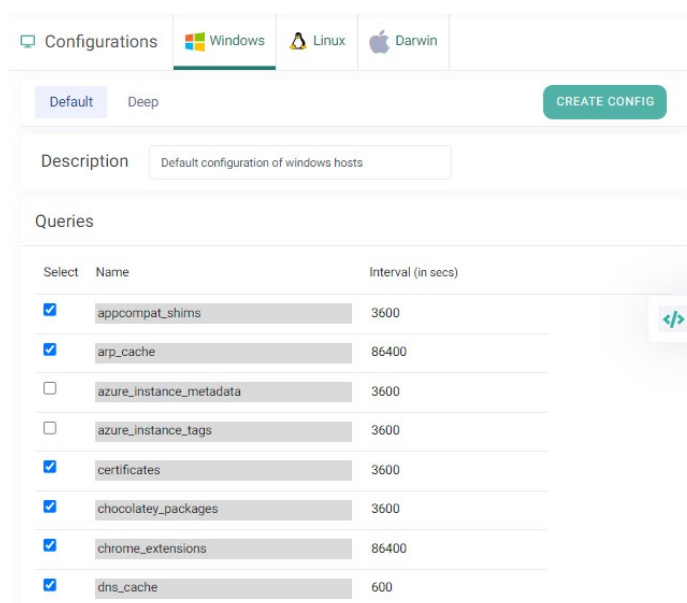 Configurations Windows Linux Darwin
Default Deep CREATE CONFIG
Description Default configuration of windows hosts
Queries
Select Name Interval (in secs)
appcompat_shims 3600
arp_cache 86400
azure_instance_metadata 3600
azure_instance_tags 3600
certificates 3600
chocolatey_packages 3600
chrome_extensions 86400
dns_cache 600